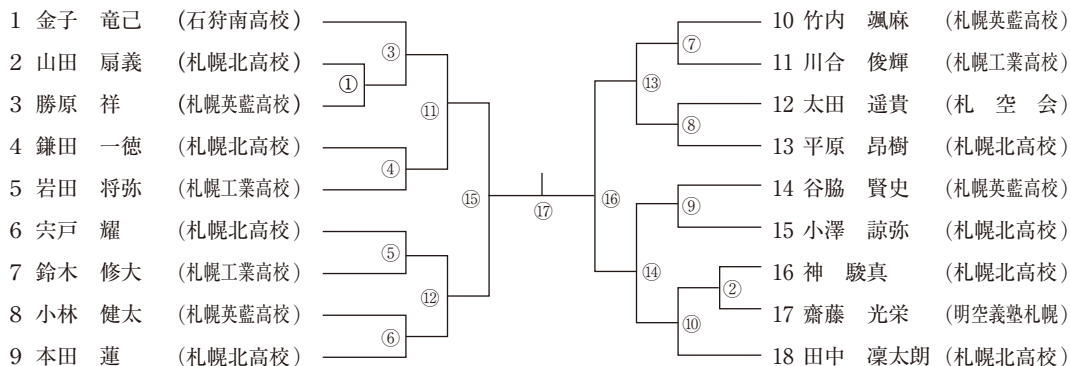 1 金子 竜己 (石狩南高校)
2 山田 扇義 (札幌北高校)
3 勝原 祥 (札幌英藍高校)
4 鎌田 一徳 (札幌北高校)
5 岩田 将弥 (札幌工業高校)
6 宍戸 耀 (札幌北高校)
7 鈴木 修大 (札幌工業高校)
8 小林 健太 (札幌英藍高校)
9 本田 蓮 (札幌北高校)
③
①
⑪
④
⑮
⑤
⑫
⑥
⑰
⑦
⑬
⑧
⑯
⑨
⑭
②
⑩
10 竹内 颯麻 (札幌英藍高校)
11 川合 俊輝 (札幌工業高校)
12 太田 遥貴 (札 空 会)
13 平原 昂樹 (札幌北高校)
14 谷脇 賢史 (札幌英藍高校)
15 小澤 諒弥 (札幌北高校)
16 神 駿真 (札幌北高校)
17 齋藤 光栄 (明空義塾札幌)
18 田中 凜太朗 (札幌北高校)